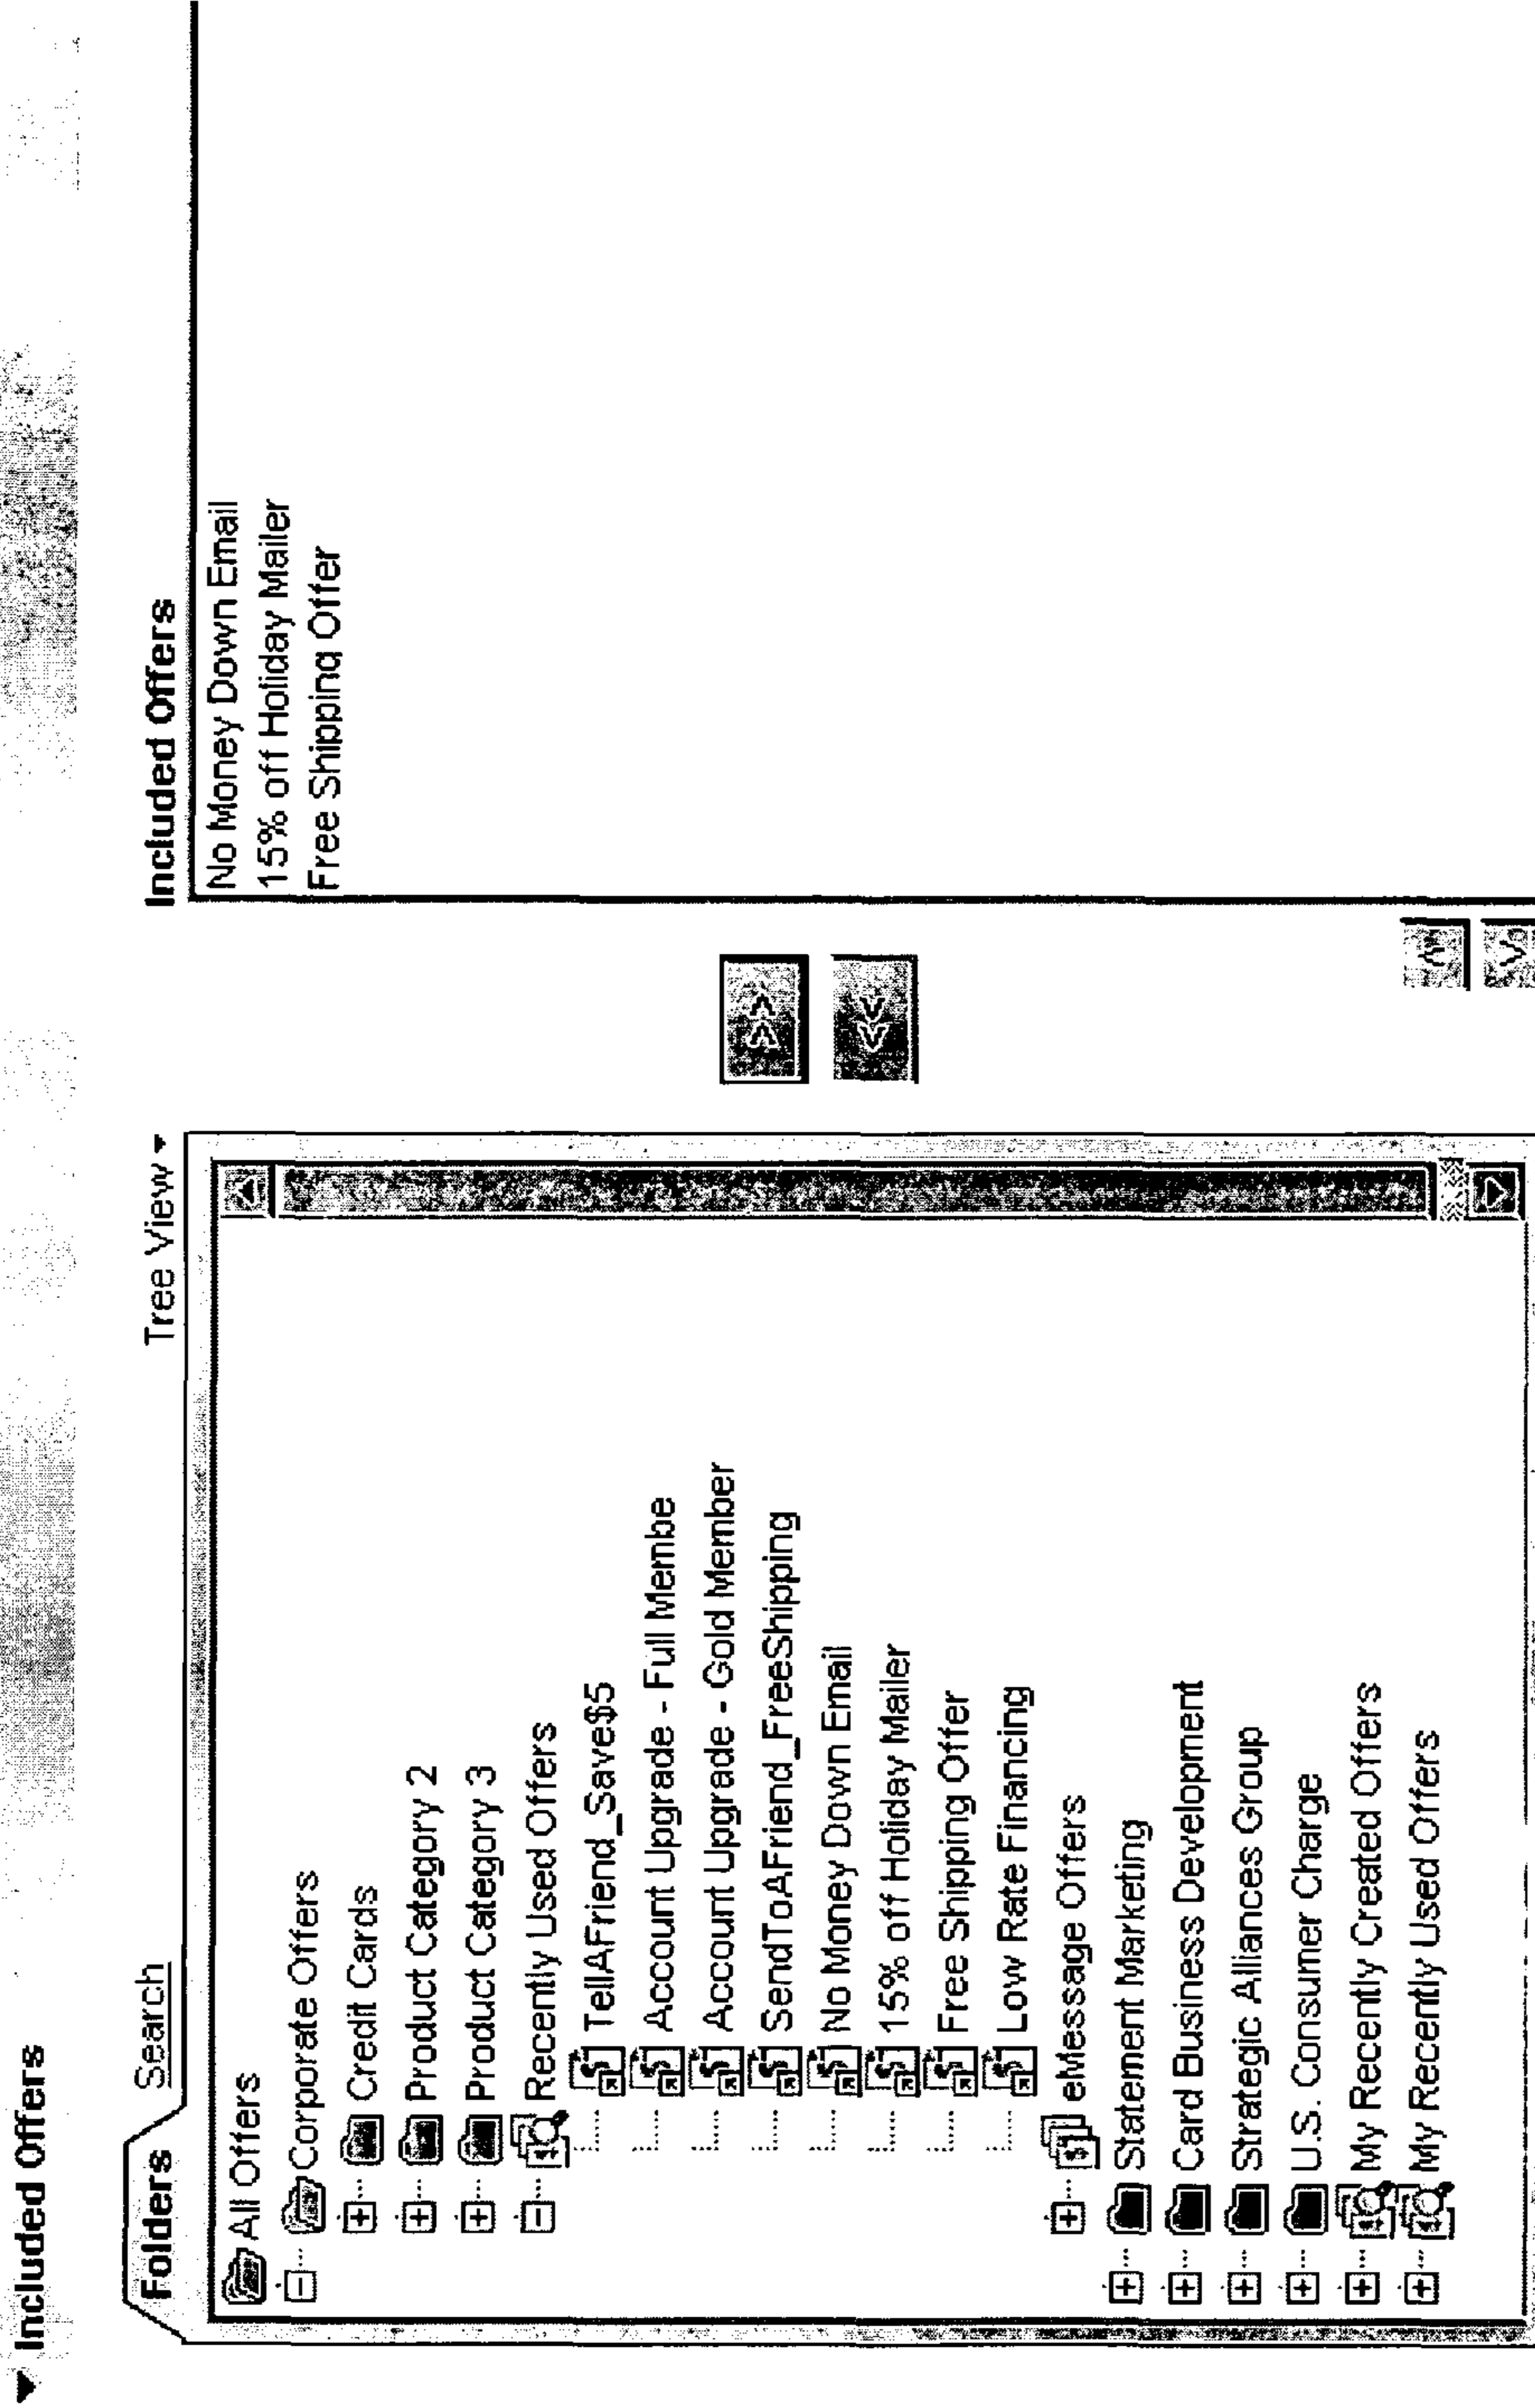 Included Offers
Folders
Search
Tree View
All Offers
Corporate Offers
Credit Cards
Product Category 2
Product Category 3
Recently Used Offers
TellAFriend_Save$5
Account Upgrade - Full Membe
Account Upgrade - Gold Member
SendToAFriend_FreeShipping
No Money Down Email
15% off Holiday Mailer
Free Shipping Offer
Low Rate Financing
eMessage Offers
Statement Marketing
Card Business Development
Strategic Alliances Group
U.S. Consumer Charge
My Recently Created Offers
My Recently Used Offers
>>
<<
Included Offers
No Money Down Email
15% off Holiday Mailer
Free Shipping Offer